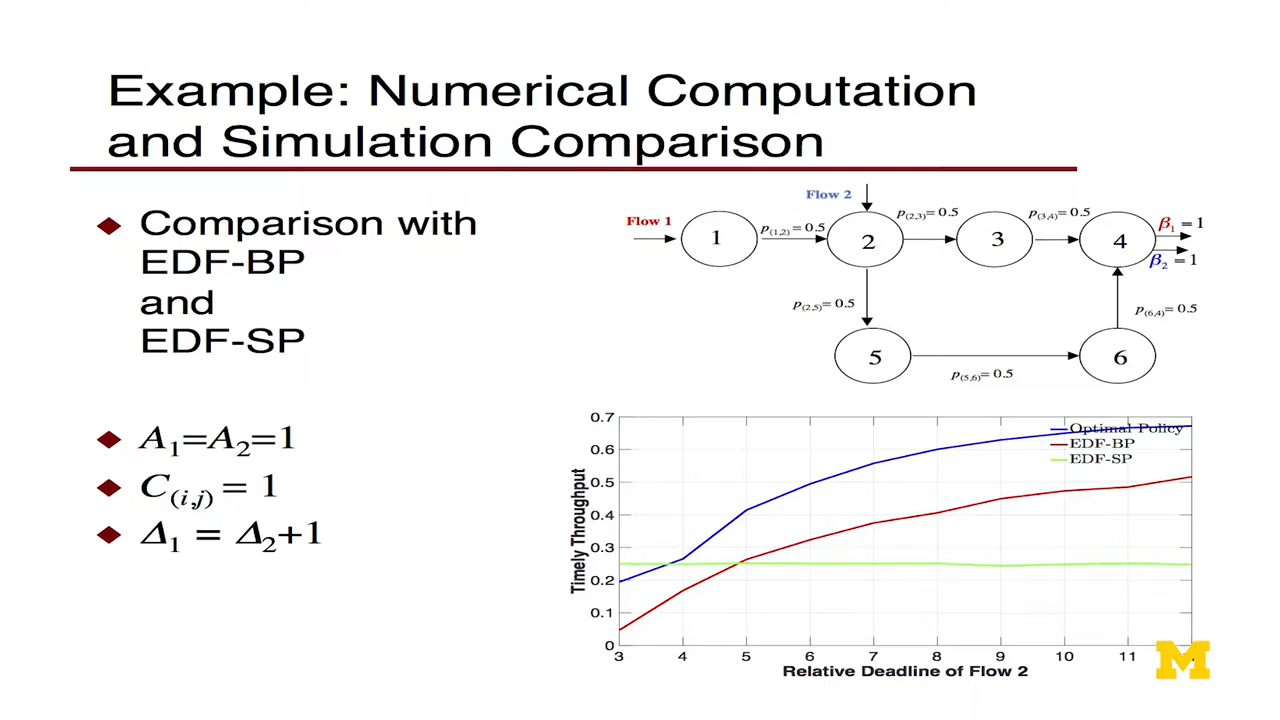 Example: Numerical Computation
and Simulation Comparison
Comparison with
EDF-BP
and
EDF-SP
A1=A2=1
C(i,j) = 1
Δ1 = Δ2+1
Flow 2
Flow 1
p(1,2)= 0.5
p(2,3)= 0.5
p(3,4)= 0.5
β1 = 1
β2 = 1
1
2
3
4
p(2,5)= 0.5
p(6,4)= 0.5
5
6
p(5,6)= 0.5
Optimal Policy
EDF-BP
EDF-SP
Timely Throughput
0.7
0.6
0.5
0.4
0.3
0.2
0.1
0
3 4 5 6 7 8 9 10 11
Relative Deadline of Flow 2
M